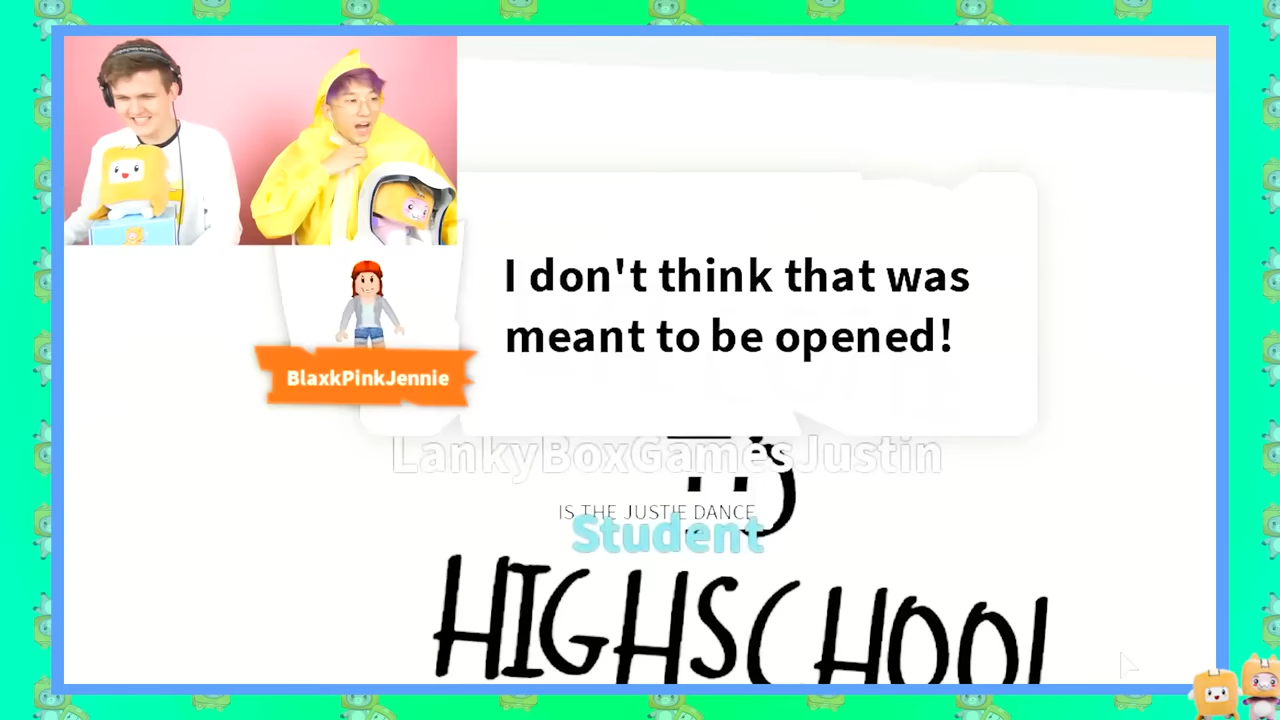 I don't think that was
meant to be opened!
BlaxkPinkJennie
LankyBoxGamesJustin
IS THE JUSTIE DANCE
Student
HIGHSCHOOL